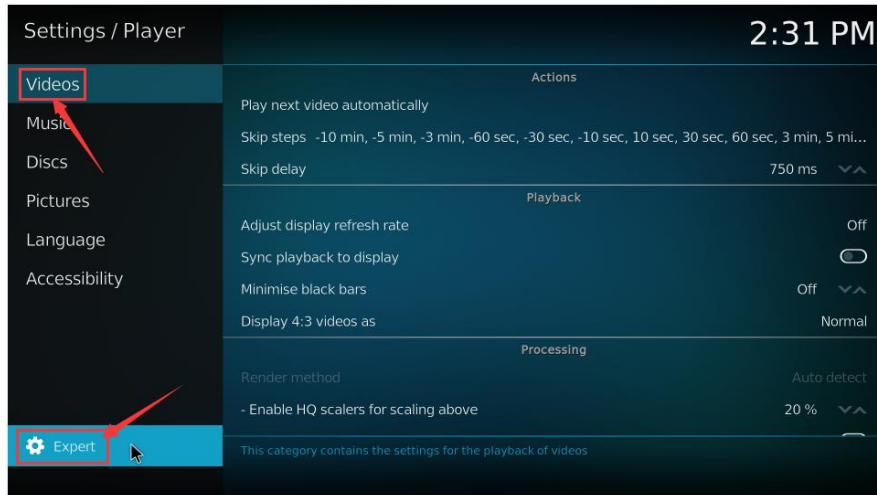 Settings / Player
2:31 PM
Videos
Music
Discs
Pictures
Language
Accessibility
Expert
Actions
Play next video automatically
Skip steps -10 min, -5 min, -3 min, -60 sec, -30 sec, -10 sec, 10 sec, 30 sec, 60 sec, 3 min, 5 mi...
Skip delay 750 ms
Playback
Adjust display refresh rate Off
Sync playback to display
Minimise black bars Off
Display 4:3 videos as Normal
Processing
Render method Auto detect
- Enable HQ scalers for scaling above 20 %
This category contains the settings for the playback of videos